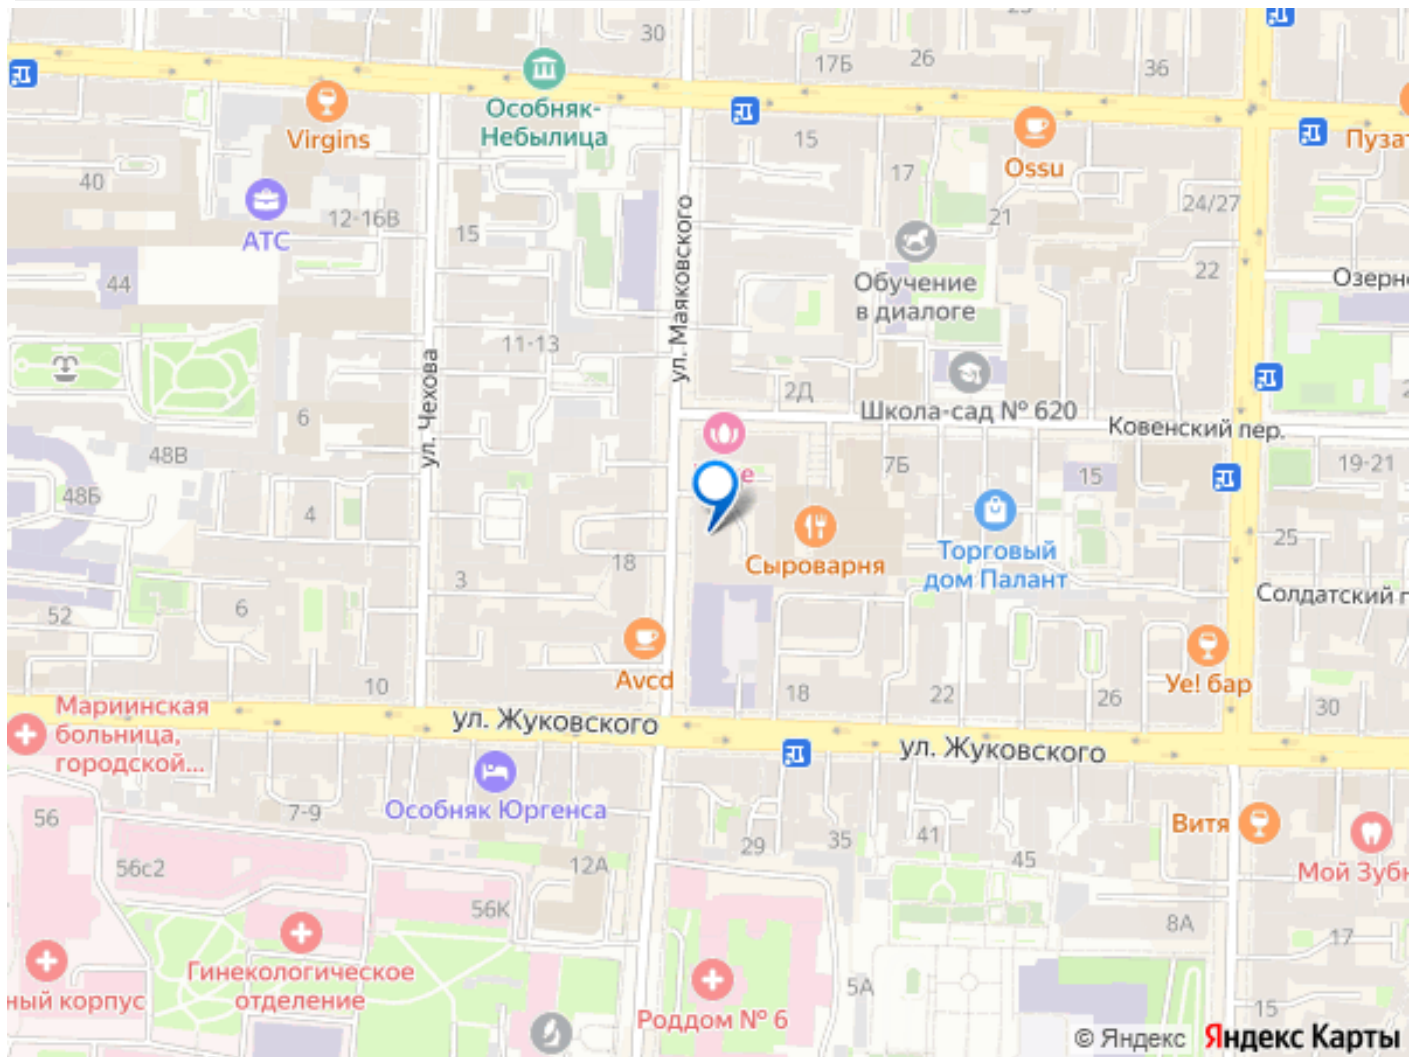 30
17Б
26
36
Особняк-
Небылица
Virgins
15
Ossu
Пузат
40
АТС
12-16В
15
ул. Маяковского
17
21
24/27
22
Обучение
в диалоге
Озерн
44
11-13
ул. Чехова
2Д
Школа-сад № 620
Ковенский пер.
6
48В
48Б
е
7Б
15
19-21
4
18
Сыроварня
Торговый
дом Палант
25
Солдатский п
3
52
6
Avcd
10
18
22
26
Уе! бар
30
Мариинская
больница,
городской...
ул. Жуковского
ул. Жуковского
Особняк Юргенса
56
7-9
29
35
41
45
Витя
Мой Зубн
56с2
12А
56К
8А
17
Гинекологическое
отделение
ный корпус
Роддом № 6
5А
15
© Яндекс Яндекс Карты